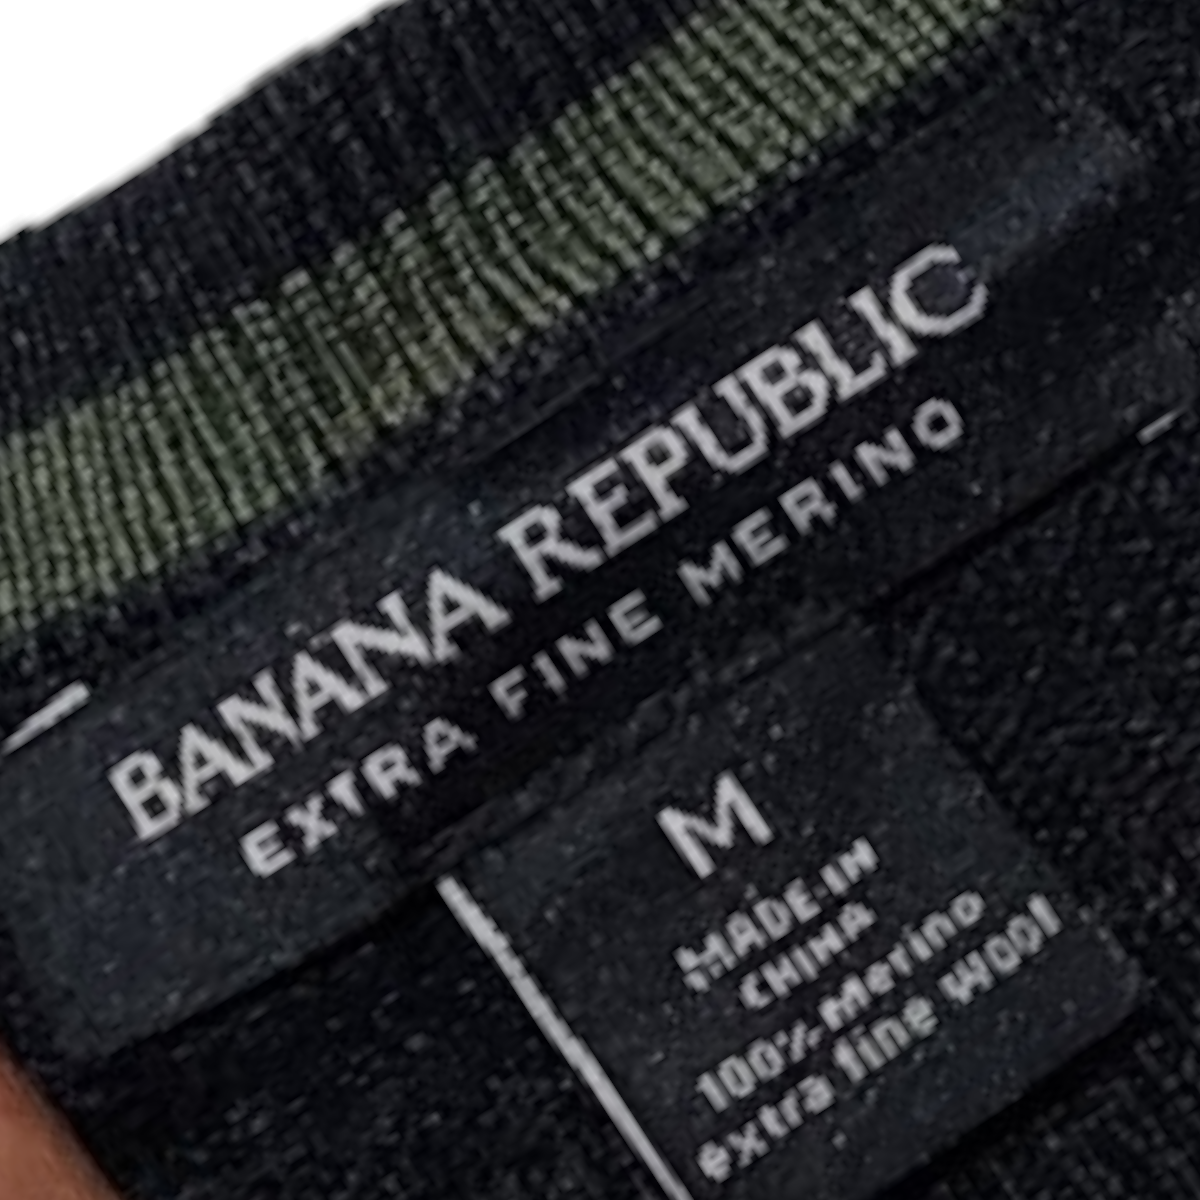 BANANA REPUBLIC
EXTRA FINE MERINO
M
MADE IN
CHINA
100% Merino
extra fine wool